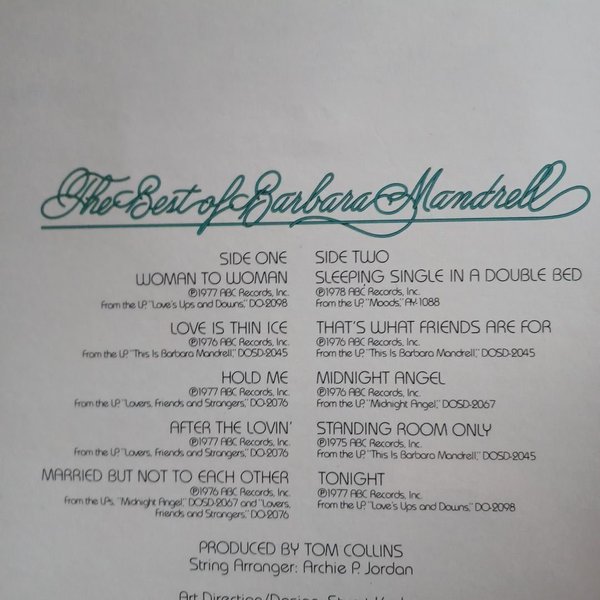 The Best of Barbara Mandrell
SIDE ONE
WOMAN TO WOMAN
℗1977 ABC Records, Inc.
From the LP, "Love's Ups and Downs," DO-2098
LOVE IS THIN ICE
℗1976 ABC Records, Inc.
From the LP, "This Is Barbara Mandrell," DOSD-2045
HOLD ME
℗1977 ABC Records, Inc.
From the LP, "Lovers, Friends and Strangers," DO-2076
AFTER THE LOVIN'
℗1977 ABC Records, Inc.
From the LP, "Lovers, Friends and Strangers," DO-2076
MARRIED BUT NOT TO EACH OTHER
℗1976 ABC Records, Inc.
From the LPs, "Midnight Angel," DOSD-2067 and "Lovers,
Friends and Strangers," DO-2076
SIDE TWO
SLEEPING SINGLE IN A DOUBLE BED
℗1978 ABC Records, Inc.
From the LP, "Moods," AY-1088
THAT'S WHAT FRIENDS ARE FOR
℗1976 ABC Records, Inc.
From the LP, "This Is Barbara Mandrell," DOSD-2045
MIDNIGHT ANGEL
℗1976 ABC Records, Inc.
From the LP, "Midnight Angel," DOSD-2067
STANDING ROOM ONLY
℗1975 ABC Records, Inc.
From the LP, "This Is Barbara Mandrell," DOSD-2045
TONIGHT
℗1977 ABC Records, Inc.
From the LP, "Love's Ups and Downs," DO-2098
PRODUCED BY TOM COLLINS
String Arranger: Archie P. Jordan
Art Direction/Design: